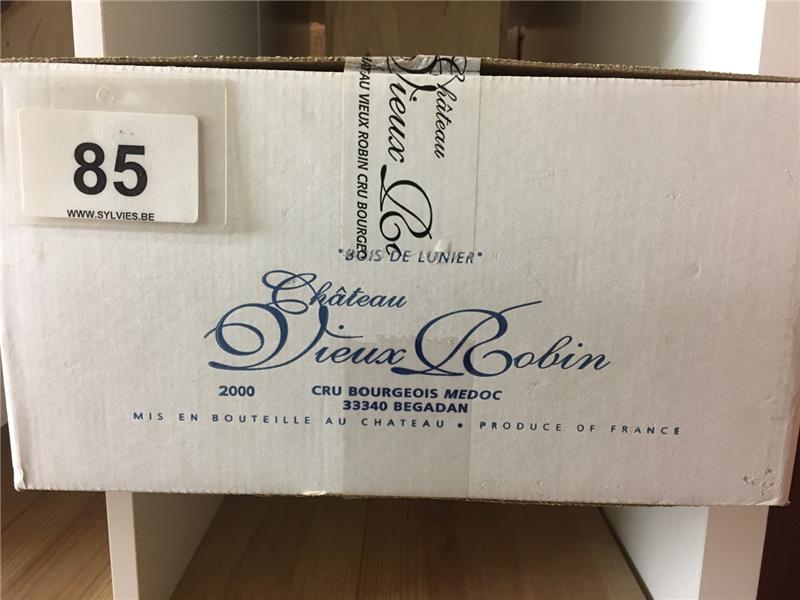 85
WWW.SYLVIES.BE
Château
Vieux Ro
CHÂTEAU VIEUX ROBIN CRU BOURGEO
"BOIS DE LUNIER"
Château
Vieux Robin
2000
CRU BOURGEOIS MEDOC
33340 BEGADAN
MIS EN BOUTEILLE AU CHATEAU • PRODUCE OF FRANCE